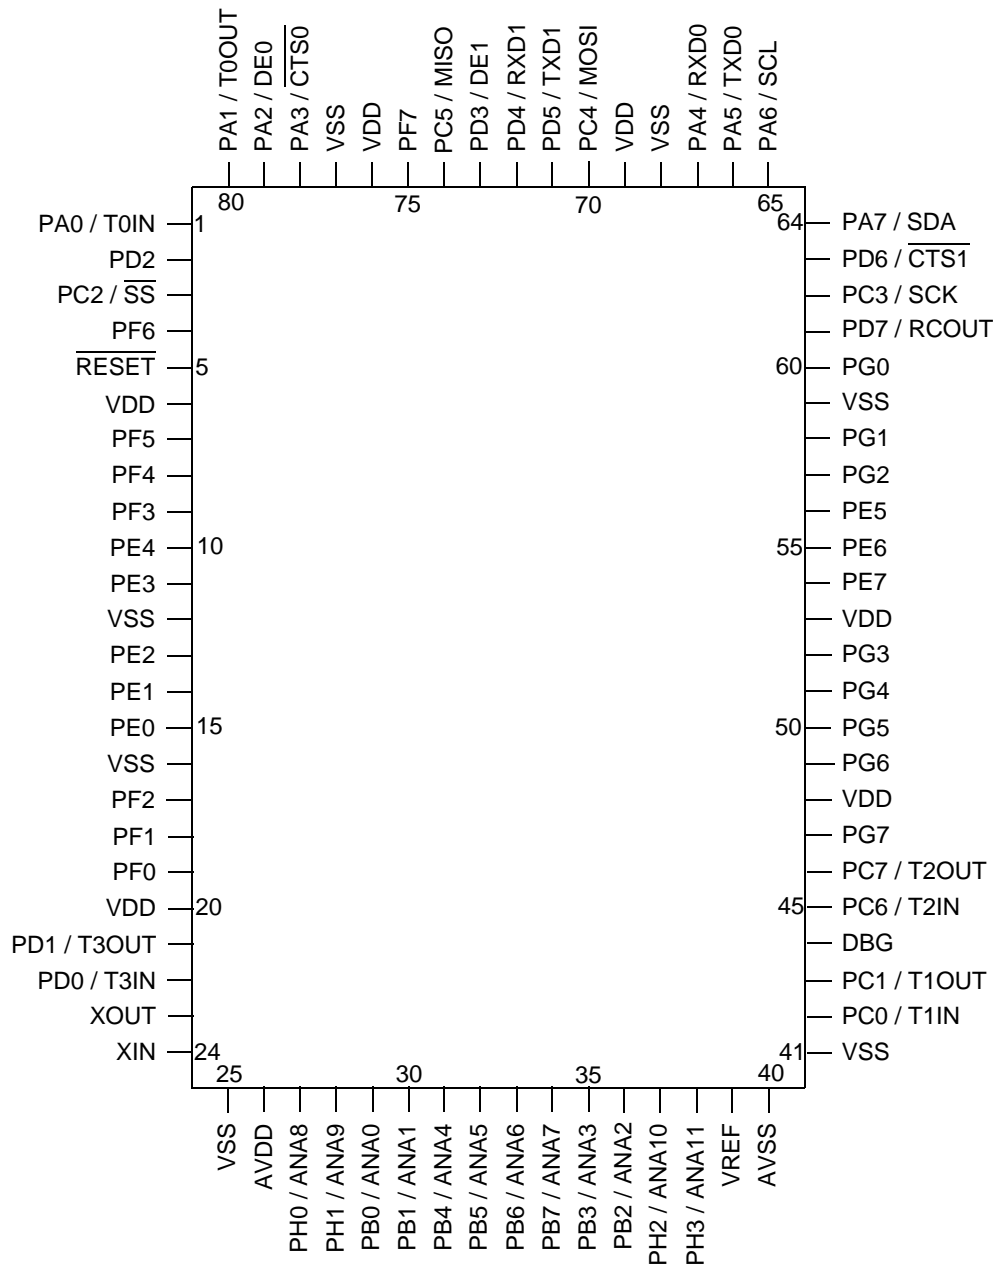 PA1 / T0OUT
PA2 / DE0
PA3 / CTS0
VSS
VDD
PF7
PC5 / MISO
PD3 / DE1
PD4 / RXD1
PD5 / TXD1
PC4 / MOSI
VDD
VSS
PA4 / RXD0
PA5 / TXD0
PA6 / SCL
80
75
70
65
PA0 / T0IN
1
PD2
PC2 / SS
PF6
RESET
5
VDD
PF5
PF4
PF3
PE4
10
PE3
VSS
PE2
PE1
PE0
15
VSS
PF2
PF1
PF0
VDD
20
PD1 / T3OUT
PD0 / T3IN
XOUT
XIN
24
64
PA7 / SDA
PD6 / CTS1
PC3 / SCK
PD7 / RCOUT
60
PG0
VSS
PG1
PG2
PE5
55
PE6
PE7
VDD
PG3
PG4
50
PG5
PG6
VDD
PG7
PC7 / T2OUT
45
PC6 / T2IN
DBG
PC1 / T1OUT
PC0 / T1IN
41
VSS
25
30
35
40
VSS
AVDD
PH0 / ANA8
PH1 / ANA9
PB0 / ANA0
PB1 / ANA1
PB4 / ANA4
PB5 / ANA5
PB6 / ANA6
PB7 / ANA7
PB3 / ANA3
PB2 / ANA2
PH2 / ANA10
PH3 / ANA11
VREF
AVSS